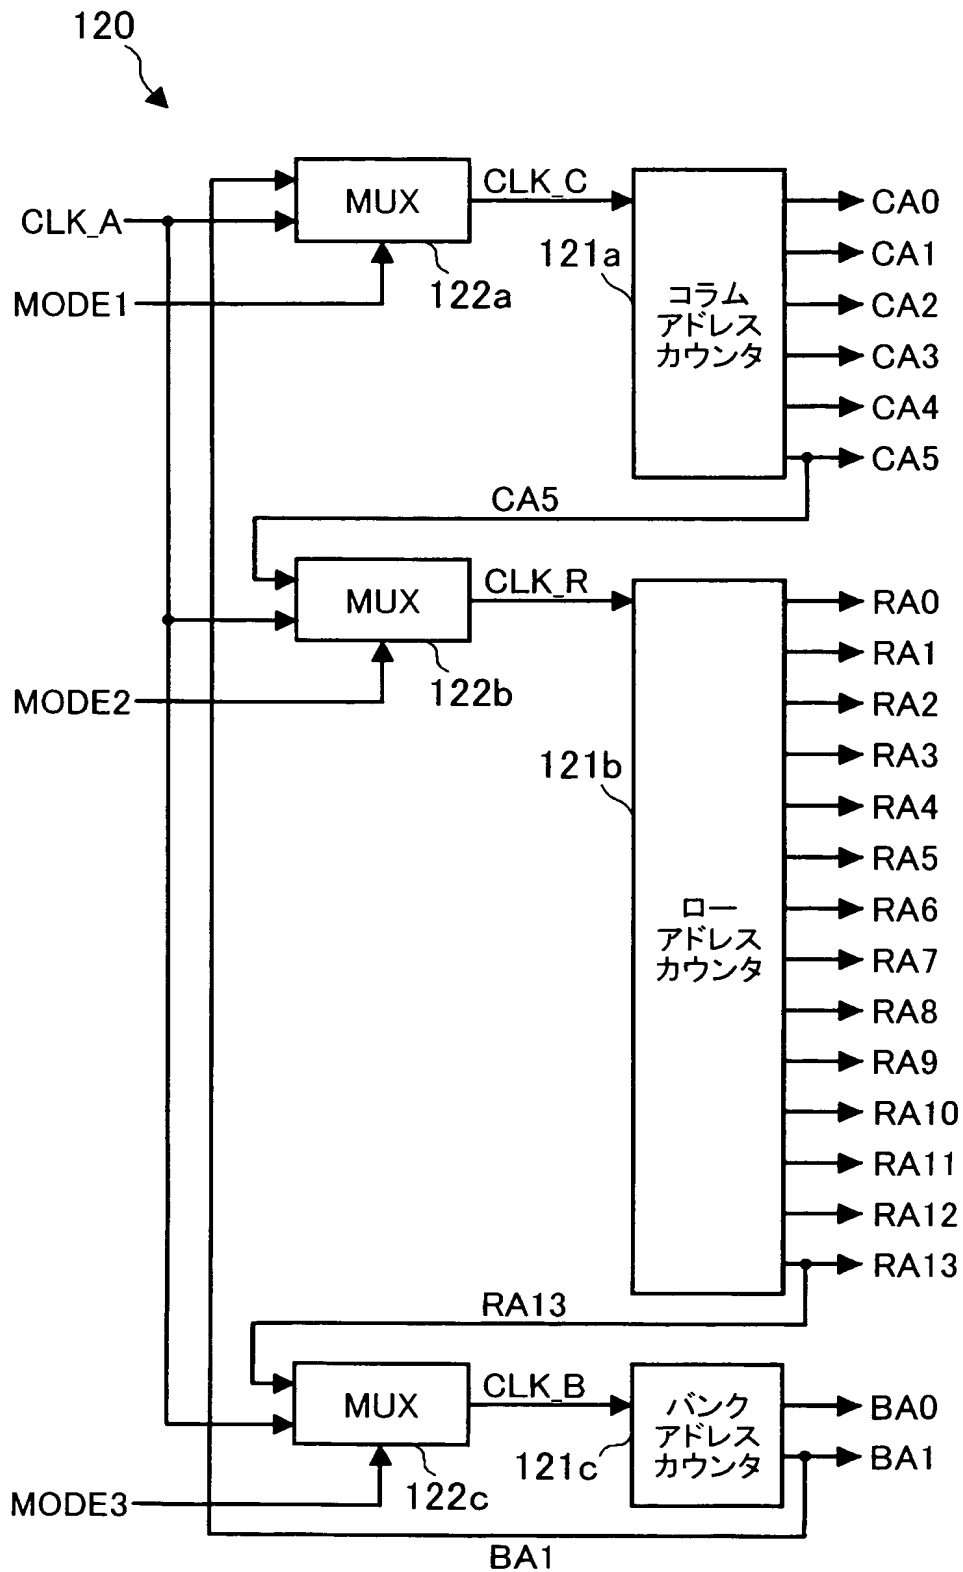 120
MUX
CLK_C
CLK_A
MODE1
122a
121a
コラム
アドレス
カウンタ
CA0
CA1
CA2
CA3
CA4
CA5
CA5
MUX
CLK_R
MODE2
122b
121b
ロー
アドレス
カウンタ
RA0
RA1
RA2
RA3
RA4
RA5
RA6
RA7
RA8
RA9
RA10
RA11
RA12
RA13
RA13
MUX
CLK_B
MODE3
122c
121c
バンク
アドレス
カウンタ
BA0
BA1
BA1